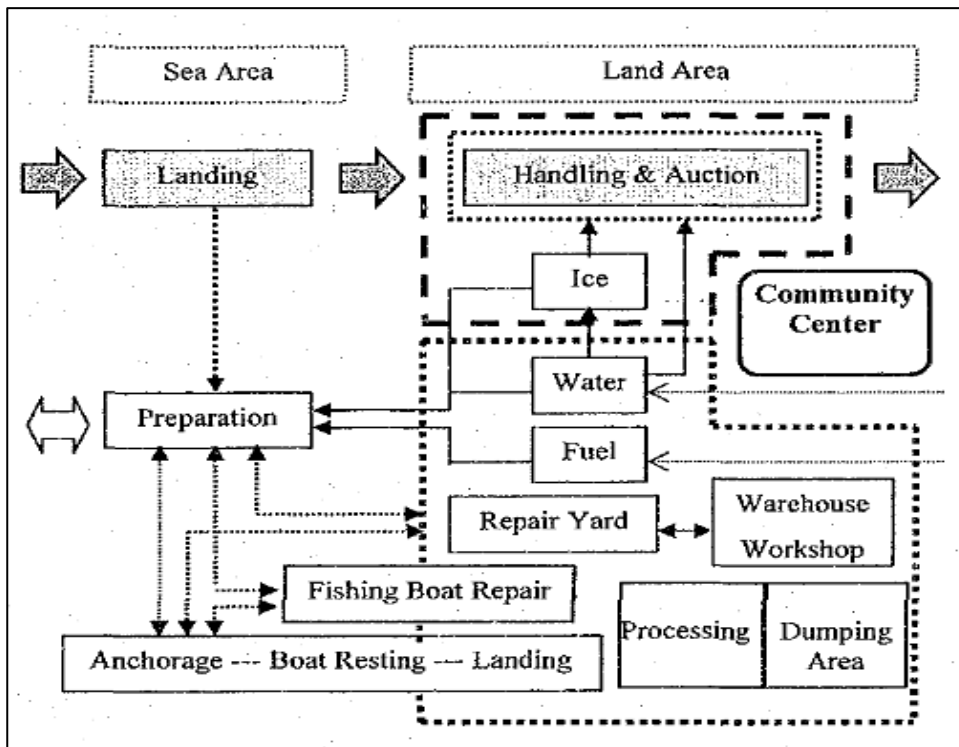 Sea Area
Land Area
Landing
Handling & Auction
Ice
Community
Center
Water
Preparation
Fuel
Repair Yard
Warehouse
Workshop
Fishing Boat Repair
Processing
Dumping
Area
Anchorage --- Boat Resting --- Landing